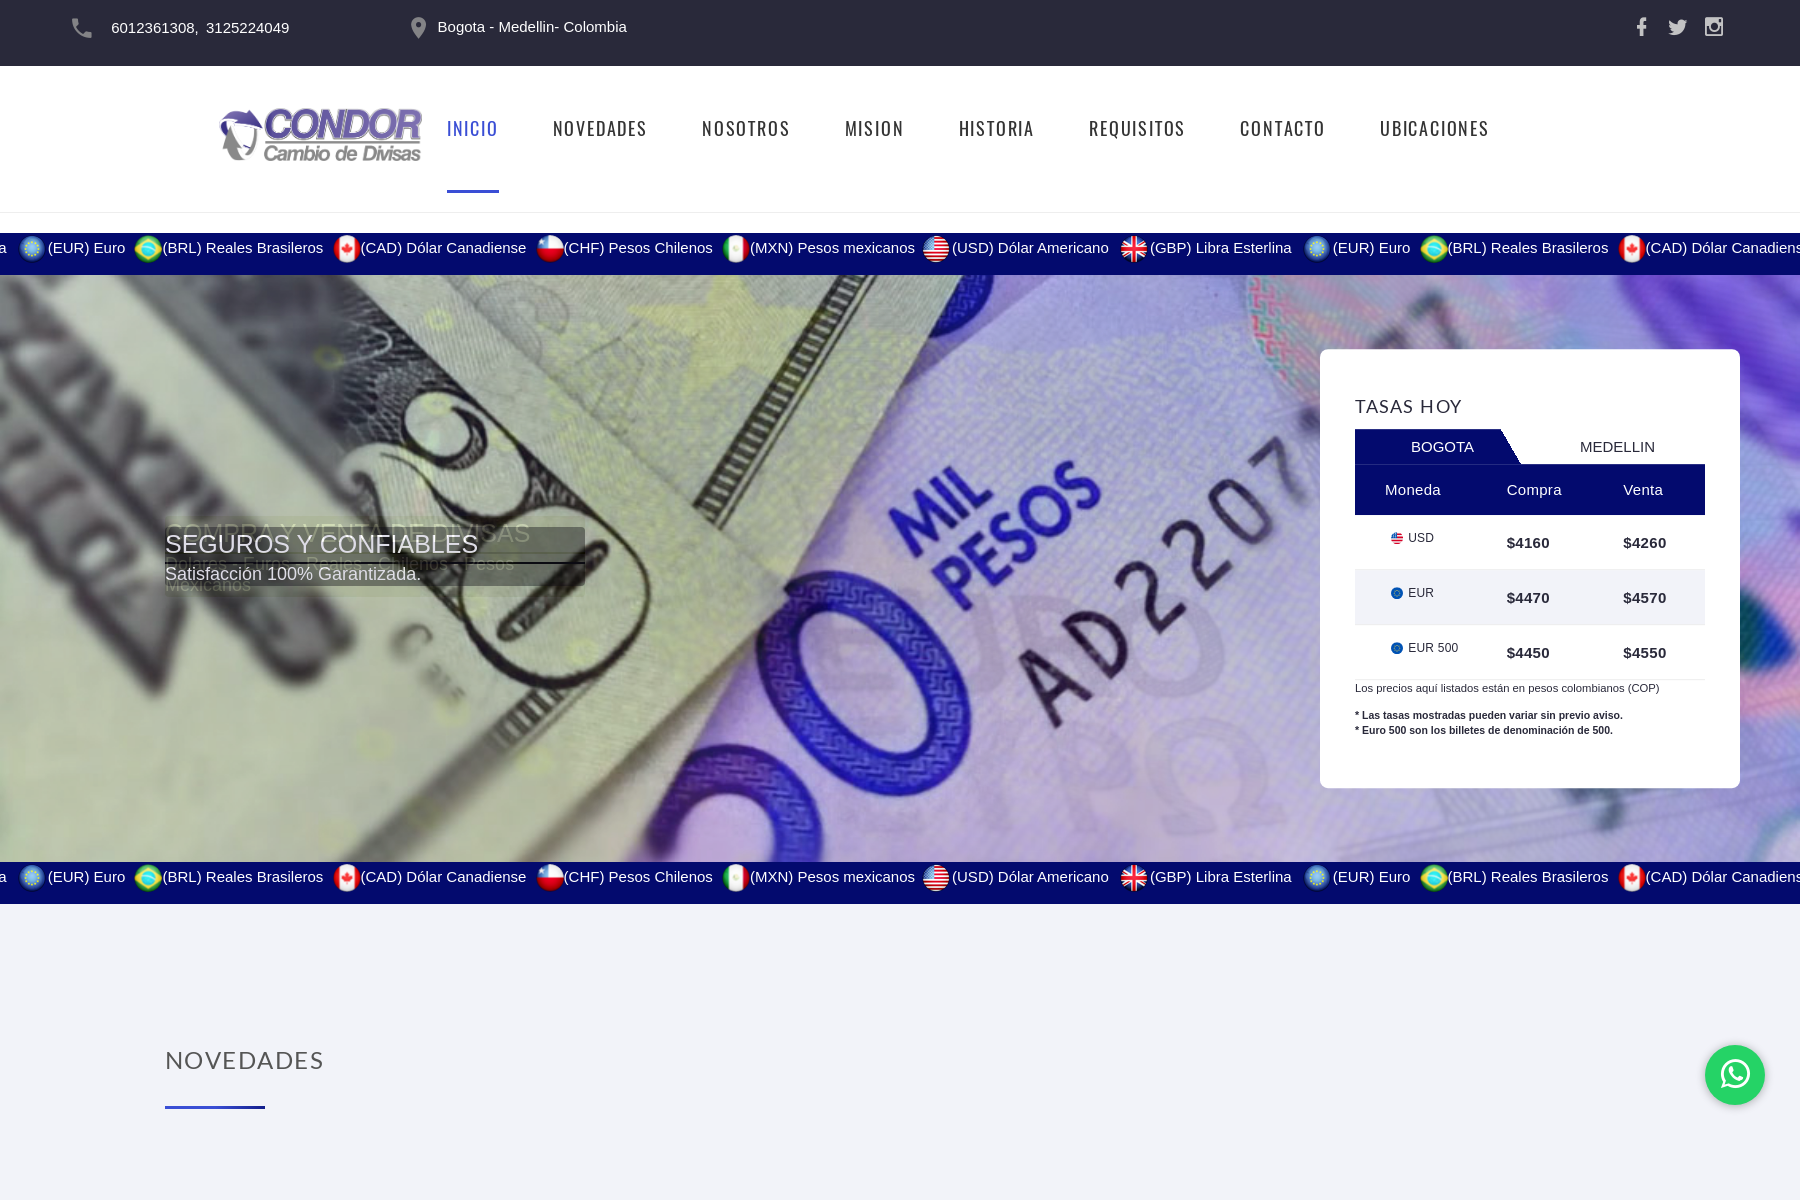 6012361308, 3125224049
Bogota - Medellin- Colombia
CONDOR
Cambio de Divisas
INICIO
NOVEDADES
NOSOTROS
MISION
HISTORIA
REQUISITOS
CONTACTO
UBICACIONES
a (EUR) Euro (BRL) Reales Brasileros (CAD) Dólar Canadiense (CHF) Pesos Chilenos (MXN) Pesos mexicanos (USD) Dólar Americano (GBP) Libra Esterlina (EUR) Euro (BRL) Reales Brasileros (CAD) Dólar Canadiens
MIL
PESOS
AD2207
COMPRA Y VENTA DE DIVISAS
SEGUROS Y CONFIABLES
Dolares - Euros - Reales - Chilenos - Pesos
Satisfacción 100% Garantizada.
Mexicanos
TASAS HOY
BOGOTA MEDELLIN
Moneda Compra Venta
USD $4160 $4260
EUR $4470 $4570
EUR 500 $4450 $4550
Los precios aquí listados están en pesos colombianos (COP)
* Las tasas mostradas pueden variar sin previo aviso.
* Euro 500 son los billetes de denominación de 500.
a (EUR) Euro (BRL) Reales Brasileros (CAD) Dólar Canadiense (CHF) Pesos Chilenos (MXN) Pesos mexicanos (USD) Dólar Americano (GBP) Libra Esterlina (EUR) Euro (BRL) Reales Brasileros (CAD) Dólar Canadiens
NOVEDADES